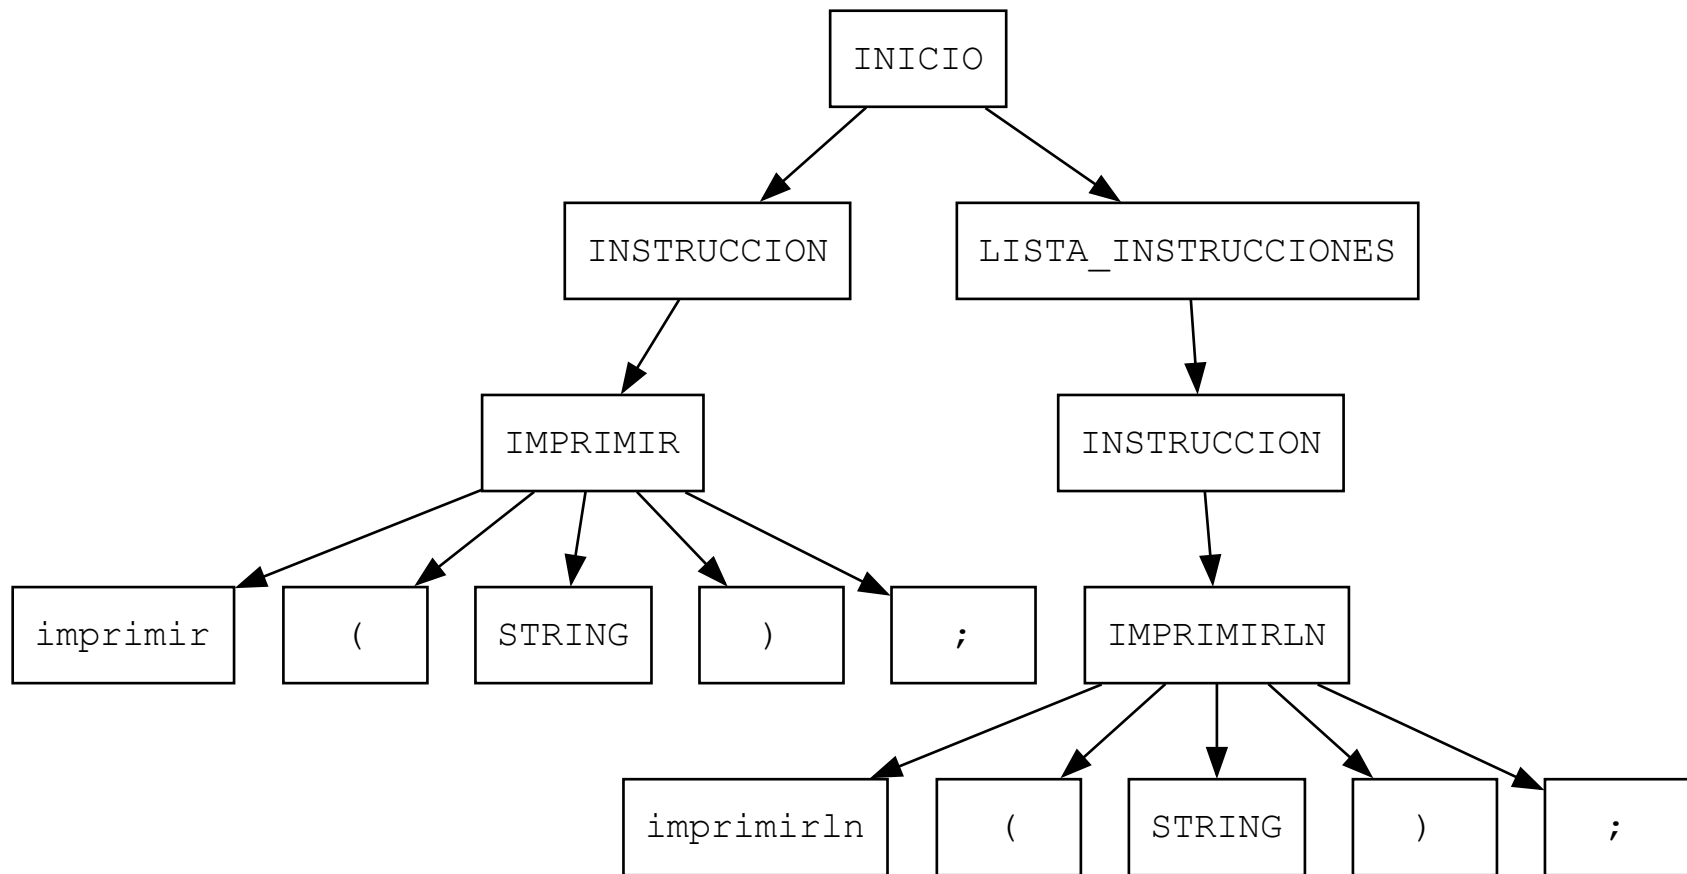 INICIO
INSTRUCCION
LISTA_INSTRUCCIONES
IMPRIMIR
INSTRUCCION
imprimir
(
STRING
)
;
IMPRIMIRLN
imprimirln
(
STRING
)
;